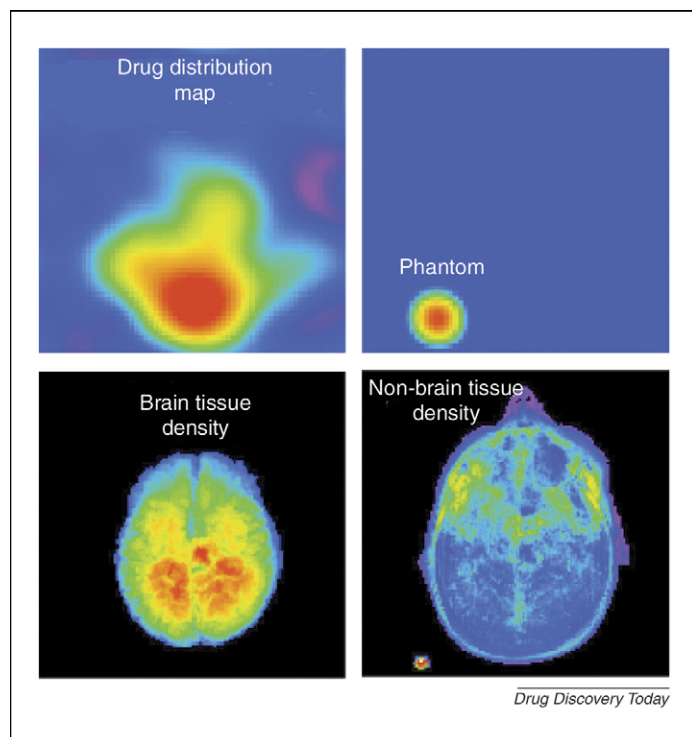 Drug distribution
map
Phantom
Brain tissue
density
Non-brain tissue
density
Drug Discovery Today